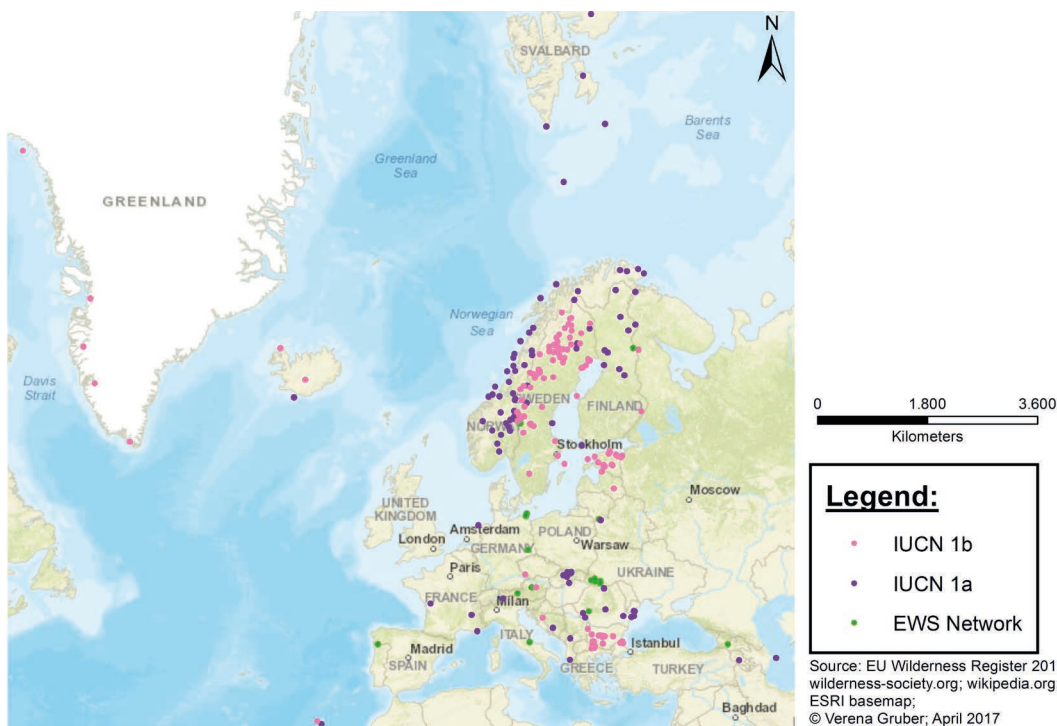 N
SVALBARD
Barents
Sea
Greenland
Sea
GREENLAND
Norwegian
Sea
Davis
Strait
SWEDEN
FINLAND
Stockholm
Moscow
UNITED
KINGDOM
Amsterdam
POLAND
London
GERMANY
Warsaw
Paris
UKRAINE
FRANCE
Milan
ITALY
Istanbul
Madrid
SPAIN
GREECE
TURKEY
Baghdad
0 1.800 3.600
Kilometers
Legend:
IUCN 1b
IUCN 1a
EWS Network
Source: EU Wilderness Register 201
wilderness-society.org; wikipedia.org
ESRI basemap;
© Verena Gruber; April 2017